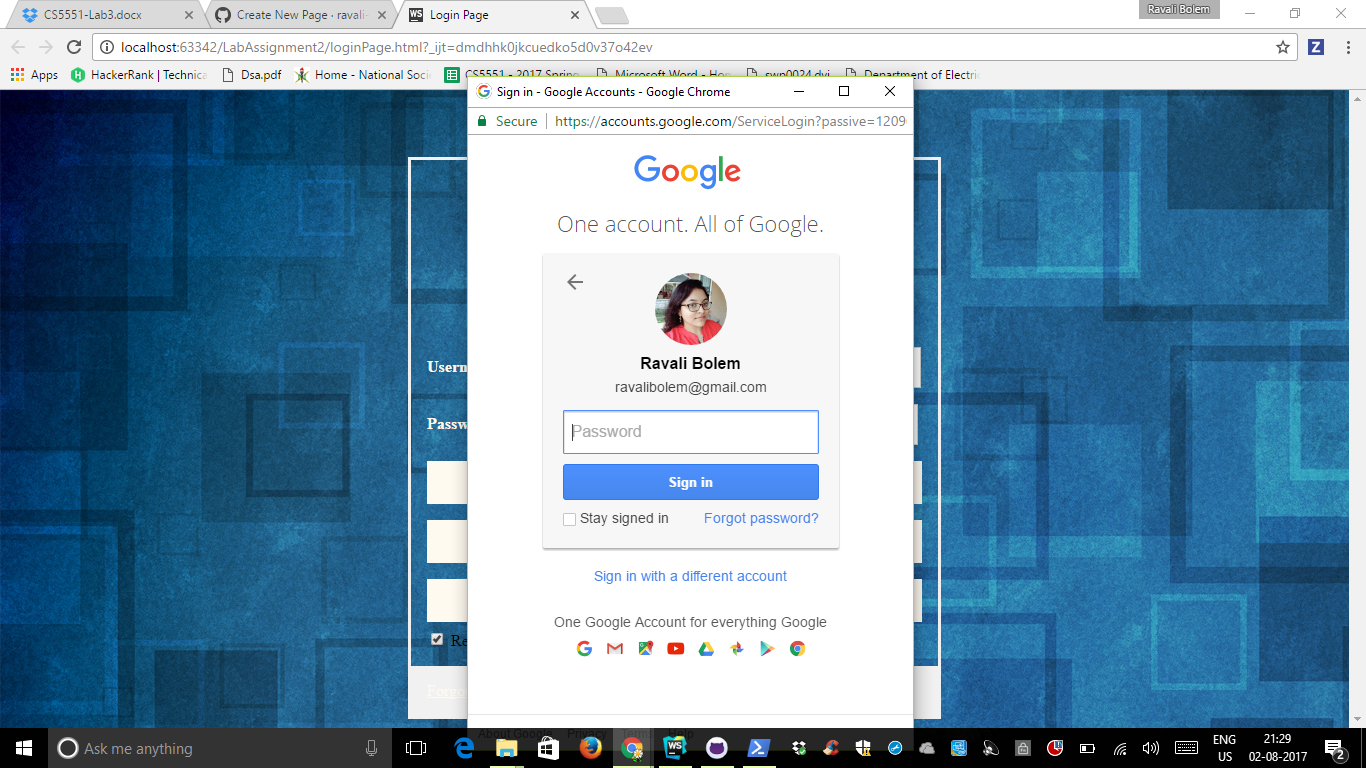 CS5551-Lab3.docx
Create New Page · ravali-
Login Page
Ravali Bolem
localhost:63342/LabAssignment2/loginPage.html?_ijt=dmdhhk0jkcuedko5d0v37o42ev
Apps
HackerRank | Technica
Dsa.pdf
Home - National Soci
CS5551 - 2017 Spring
Microsoft Word - Hom
swp0024.dvi
Department of Electric
Sign in - Google Accounts - Google Chrome
Secure
https://accounts.google.com/ServiceLogin?passive=1209
Google
One account. All of Google.
Ravali Bolem
ravalibolem@gmail.com
Usern
Passw
Password
Sign in
Stay signed in
Forgot password?
Sign in with a different account
One Google Account for everything Google
Re
Forgo
About Google Privacy Terms Help
Ask me anything
ENG
US
21:29
02-08-2017
2